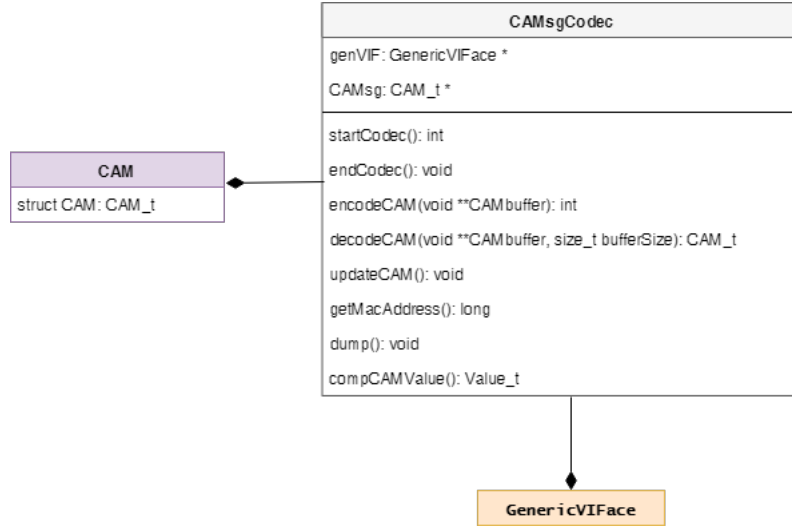 CAMsgCodec
genVIF: GenericVIFace *
CAMsg: CAM_t *
startCodec(): int
endCodec(): void
encodeCAM(void **CAMbuffer): int
decodeCAM(void **CAMbuffer, size_t bufferSize): CAM_t
updateCAM(): void
getMacAddress(): long
dump(): void
compCAMValue(): Value_t
CAM
struct CAM: CAM_t
GenericVIFace